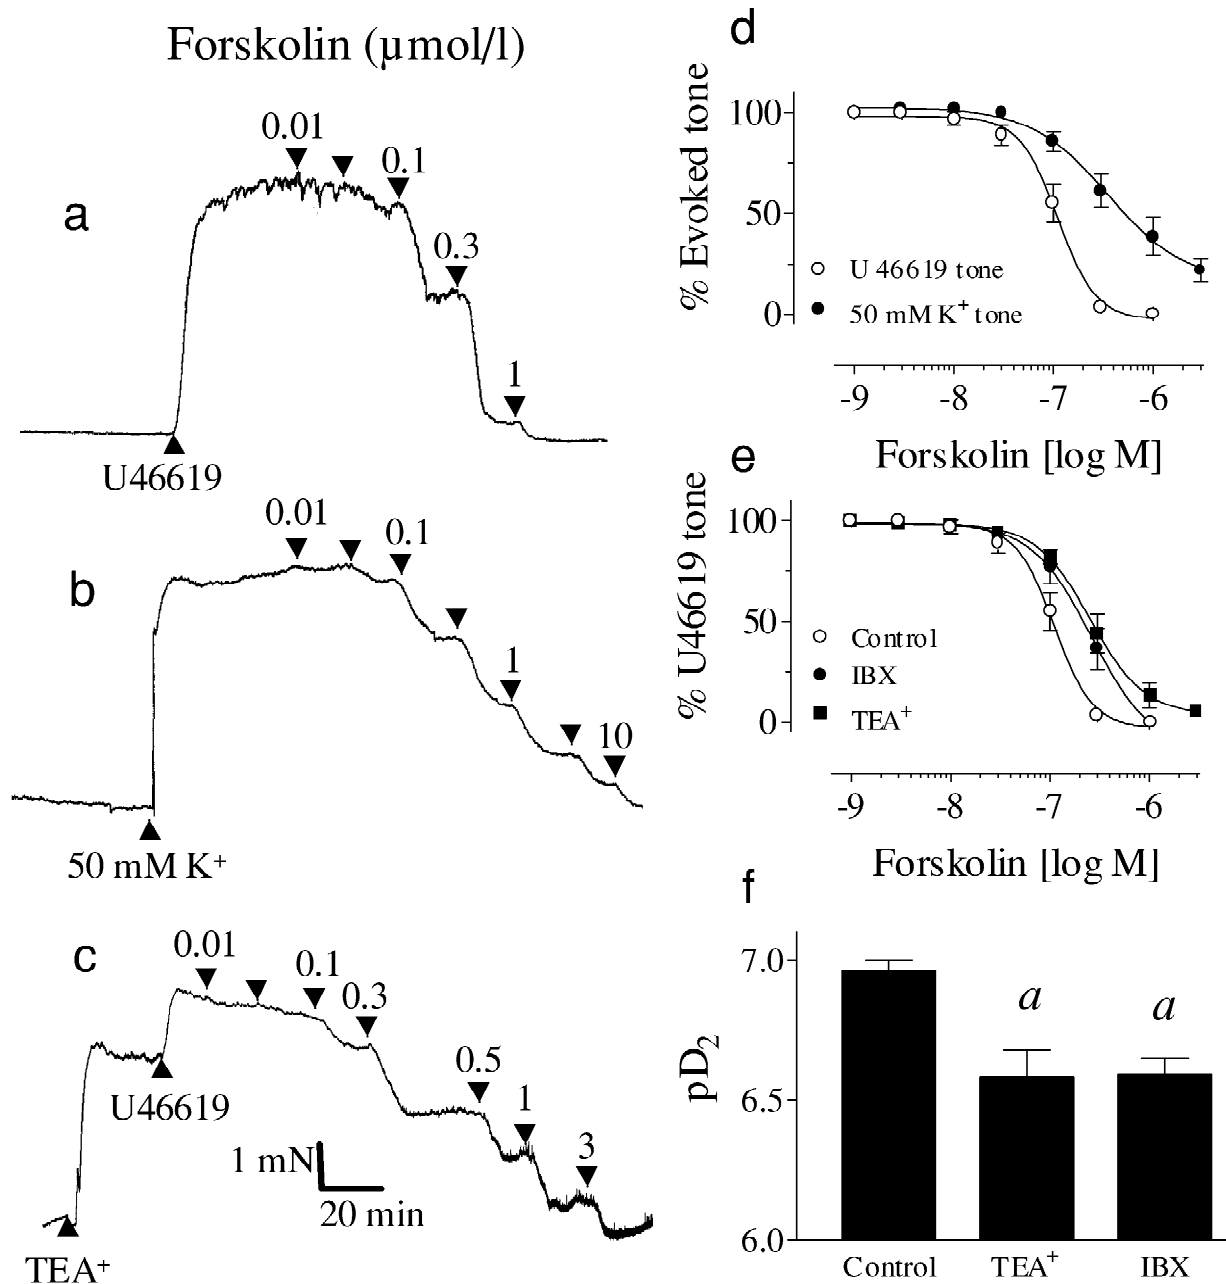 Forskolin (µmol/l)
a
0.01
0.1
0.3
1
U46619
b
0.01
0.1
1
10
50 mM K⁺
c
0.01
0.1
0.3
0.5
1
3
U46619
1 mN
20 min
TEA⁺
d
% Evoked tone
100
50
0
U 46619 tone
50 mM K⁺ tone
-9 -8 -7 -6
Forskolin [log M]
e
% U46619 tone
100
50
0
Control
IBX
TEA⁺
-9 -8 -7 -6
Forskolin [log M]
f
pD₂
7.0
6.5
6.0
a a
Control TEA⁺ IBX